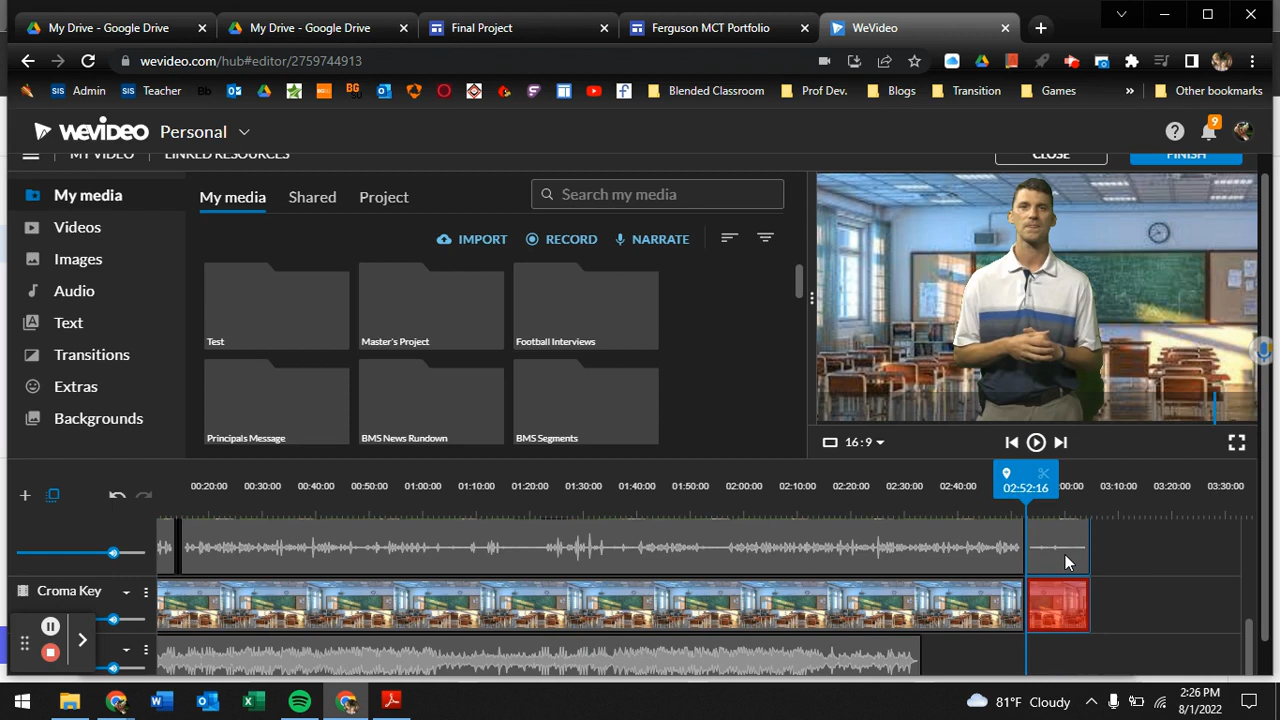 My Drive - Google Drive
My Drive - Google Drive
Final Project
Ferguson MCT Portfolio
WeVideo
wevideo.com/hub#editor/2759744913
SIS Admin
SIS Teacher
Bb
BG
Blended Classroom
Prof Dev.
Blogs
Transition
Games
»
Other bookmarks
WEVIDEO
Personal
9
MY VIDEO
LINKED RESOURCES
CLOSE
FINISH
My media
Videos
Images
Audio
Text
Transitions
Extras
Backgrounds
My media
Shared
Project
Search my media
IMPORT
RECORD
NARRATE
Test
Master's Project
Football Interviews
Principals Message
BMS News Rundown
BMS Segments
16:9
00:20:00 00:30:00 00:40:00 00:50:00 01:00:00 01:10:00 01:20:00 01:30:00 01:40:00 01:50:00 02:00:00 02:10:00 02:20:00 02:30:00 02:40:00 02:52:16 03:10:00 03:20:00 03:30:00
Croma Key
81°F Cloudy
2:26 PM
8/1/2022